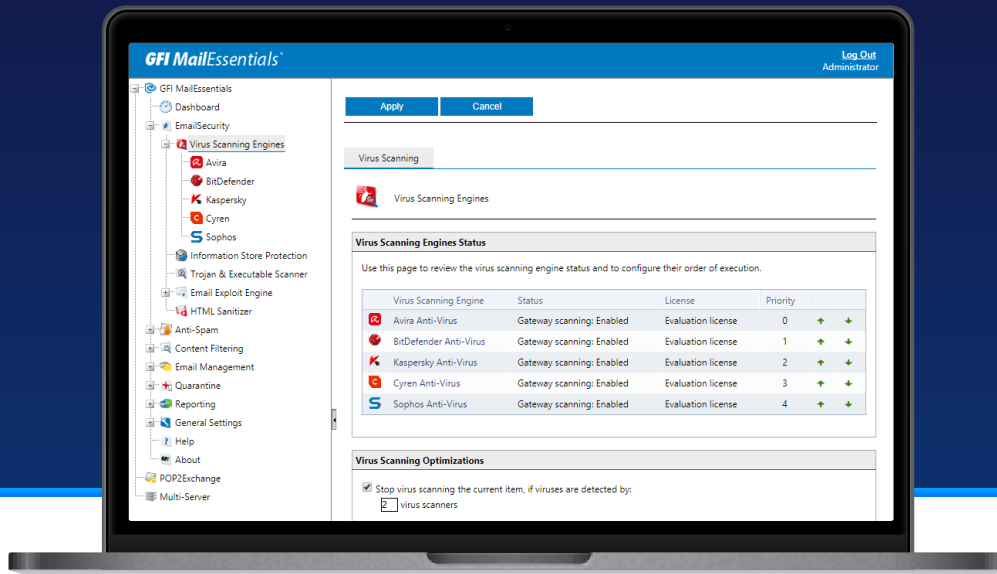 GFI MailEssentials
Log Out
Administrator
GFI MailEssentials
Dashboard
EmailSecurity
Virus Scanning Engines
Avira
BitDefender
Kaspersky
Cyren
Sophos
Information Store Protection
Trojan & Executable Scanner
Email Exploit Engine
HTML Sanitizer
Anti-Spam
Content Filtering
Email Management
Quarantine
Reporting
General Settings
Help
About
POP2Exchange
Multi-Server
Apply Cancel
Virus Scanning
Virus Scanning Engines
Virus Scanning Engines Status
Use this page to review the virus scanning engine status and to configure their order of execution.
Virus Scanning Engine Status License Priority
Avira Anti-Virus Gateway scanning: Enabled Evaluation license 0
BitDefender Anti-Virus Gateway scanning: Enabled Evaluation license 1
Kaspersky Anti-Virus Gateway scanning: Enabled Evaluation license 2
Cyren Anti-Virus Gateway scanning: Enabled Evaluation license 3
Sophos Anti-Virus Gateway scanning: Enabled Evaluation license 4
Virus Scanning Optimizations
Stop virus scanning the current item, if viruses are detected by:
2 virus scanners